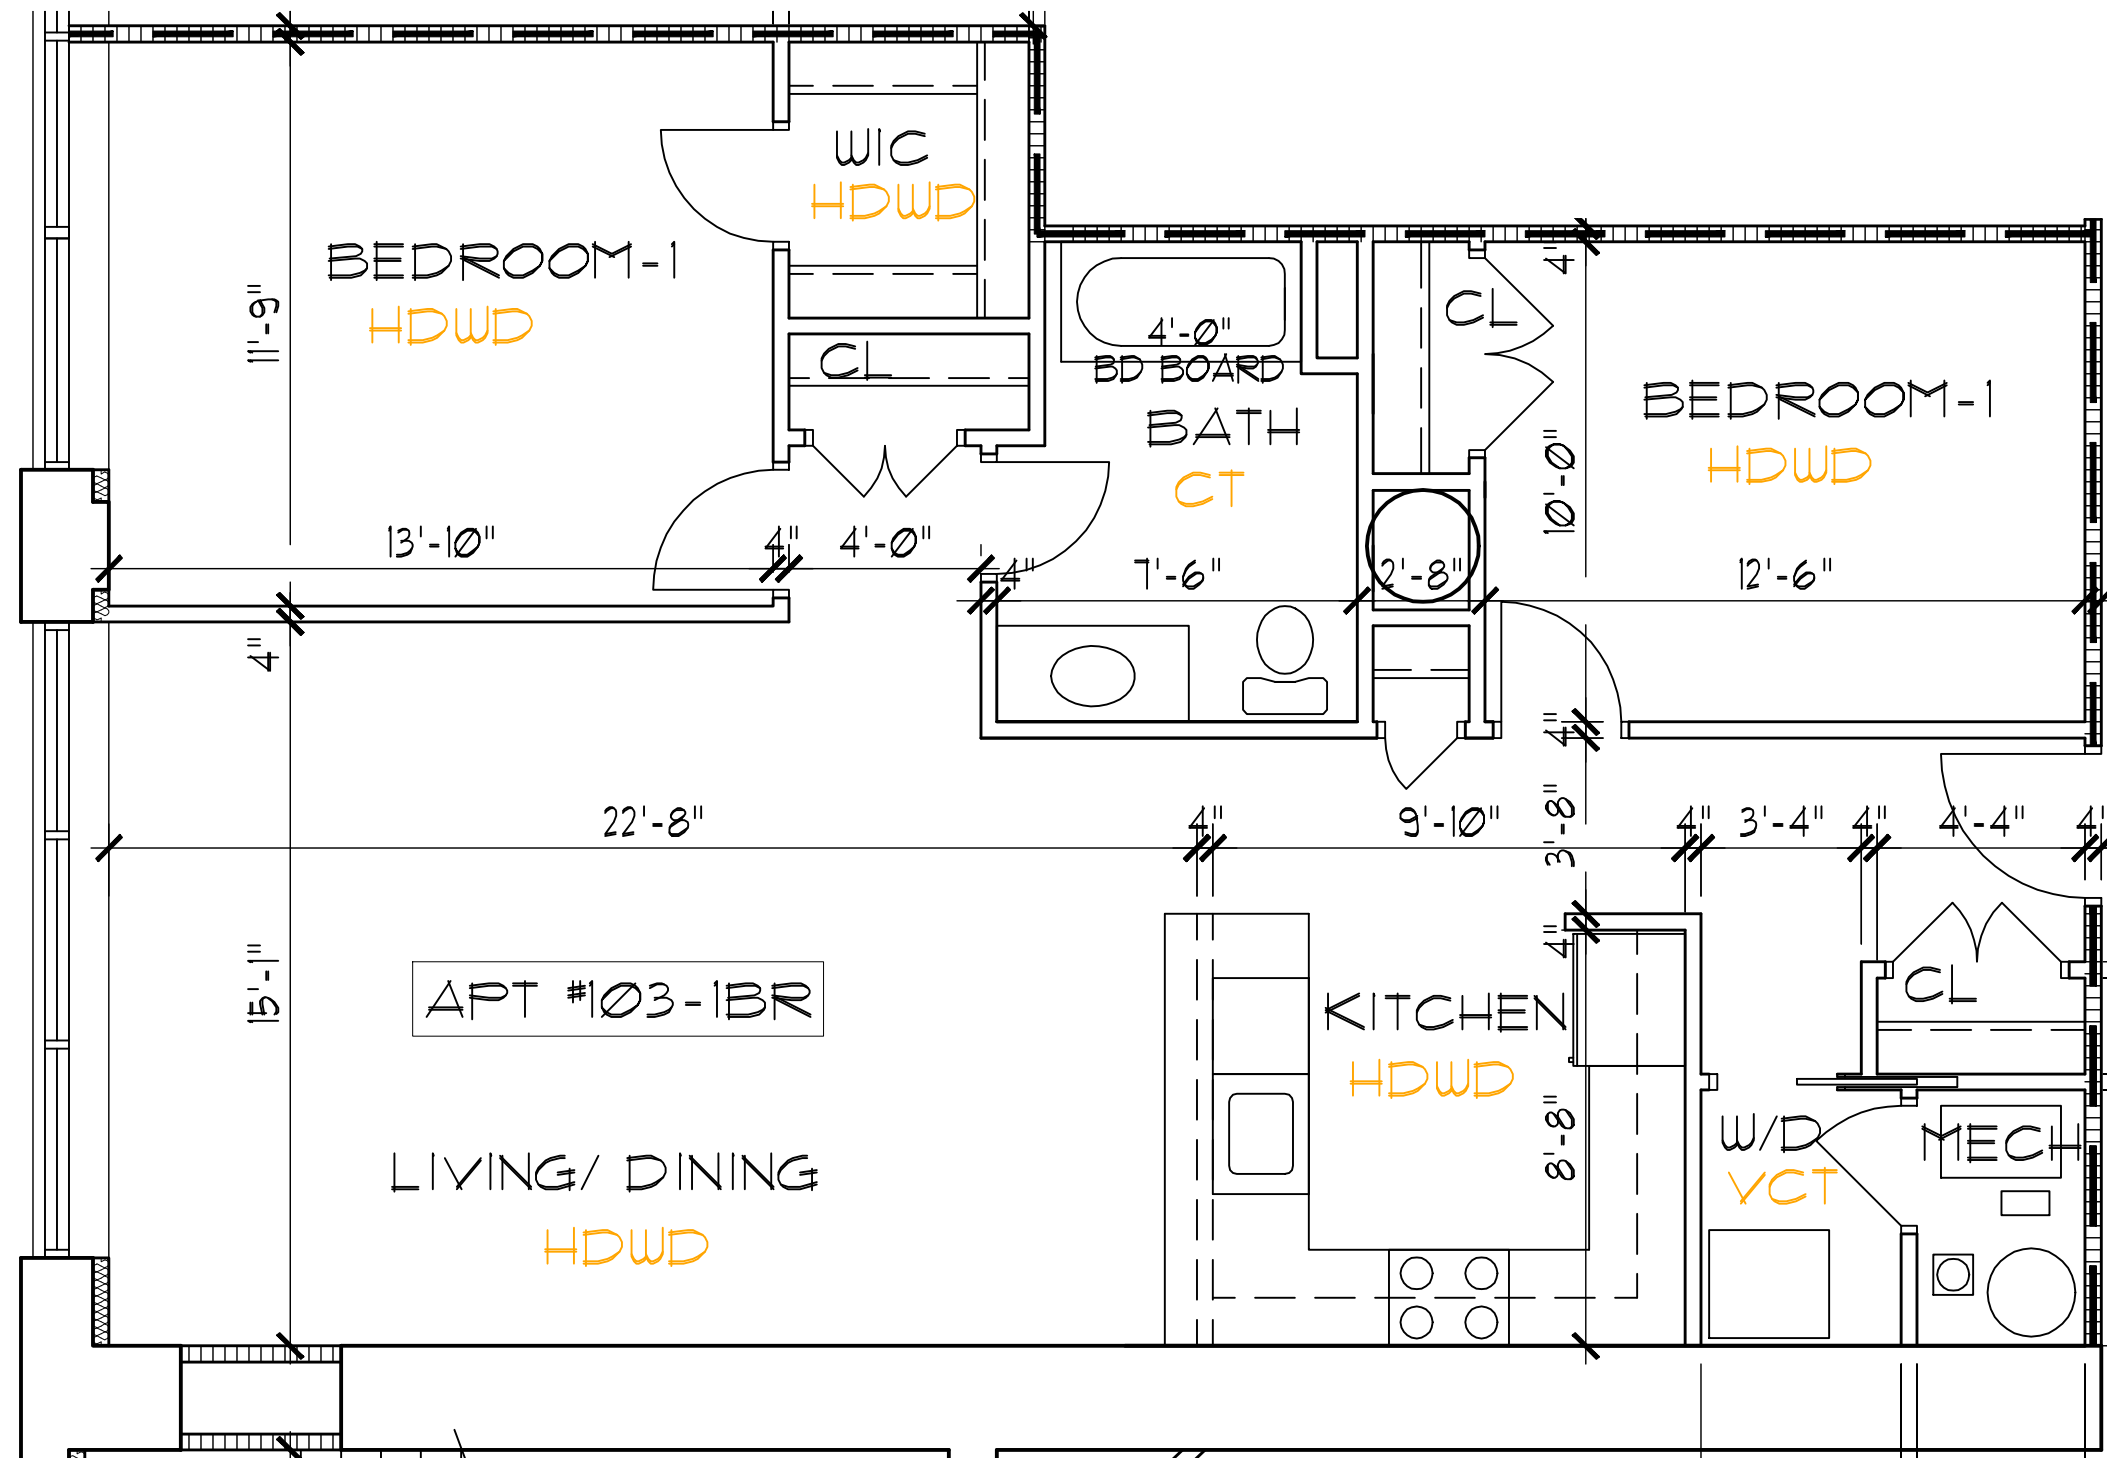 WIC
HDWD
BEDROOM-1
HDWD
11'-9"
CL
4'-0"
BD BOARD
BATH
CT
4"
CL
BEDROOM-1
HDWD
10'-0"
13'-10"
4"
4'-0"
4"
7'-6"
2'-8"
12'-6"
4"
4"
22'-8"
4"
9'-10"
3'-8"
4"
3'-4"
4"
4'-4"
4"
15'-1"
APT #103-1BR
4"
KITCHEN
HDWD
CL
8'-8"
W/D
VCT
MECH
LIVING/ DINING
HDWD